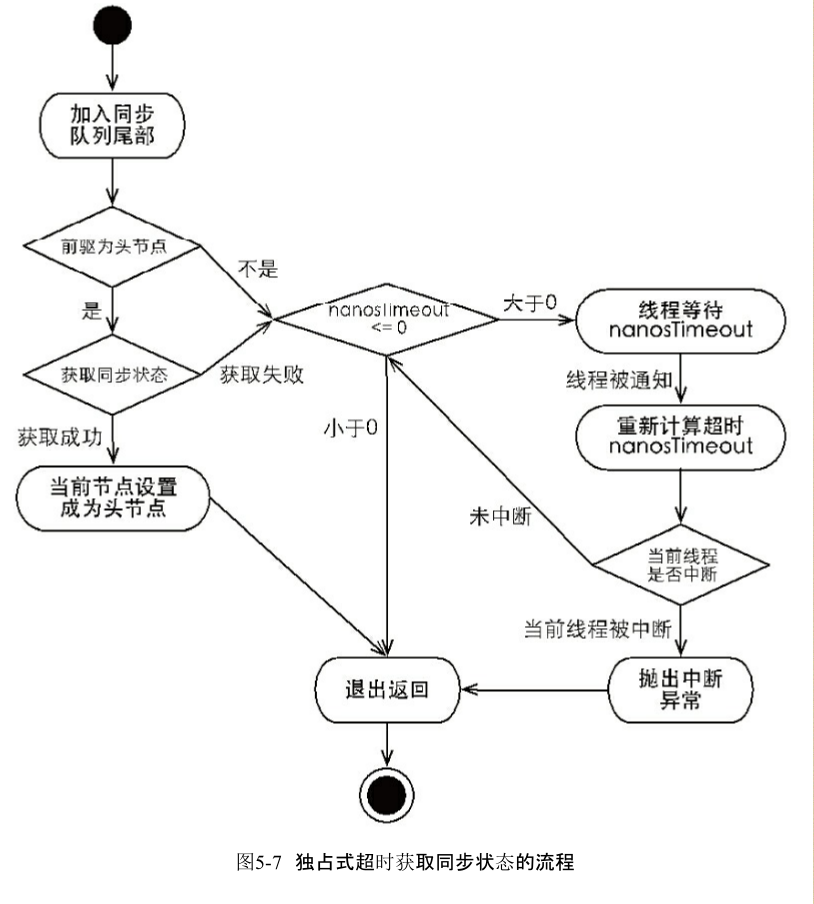 加入同步
队列尾部
前驱为头节点
不是
是
nanosTimeout
<= 0
大于0
线程等待
nanosTimeout
获取同步状态
获取失败
线程被通知
获取成功
小于0
重新计算超时
nanosTimeout
当前节点设置
成为头节点
未中断
当前线程
是否中断
当前线程被中断
退出返回
抛出中断
异常
图5-7 独占式超时获取同步状态的流程